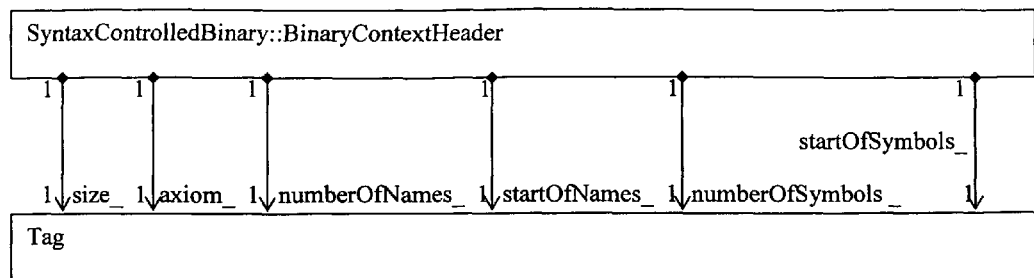 SyntaxControlledBinary::BinaryContextHeader
1 1 1 1 1 1
startOfSymbols_
1 size_ 1 axiom_ 1 numberOfNames_ 1 startOfNames_ 1 numberOfSymbols_ 1
Tag